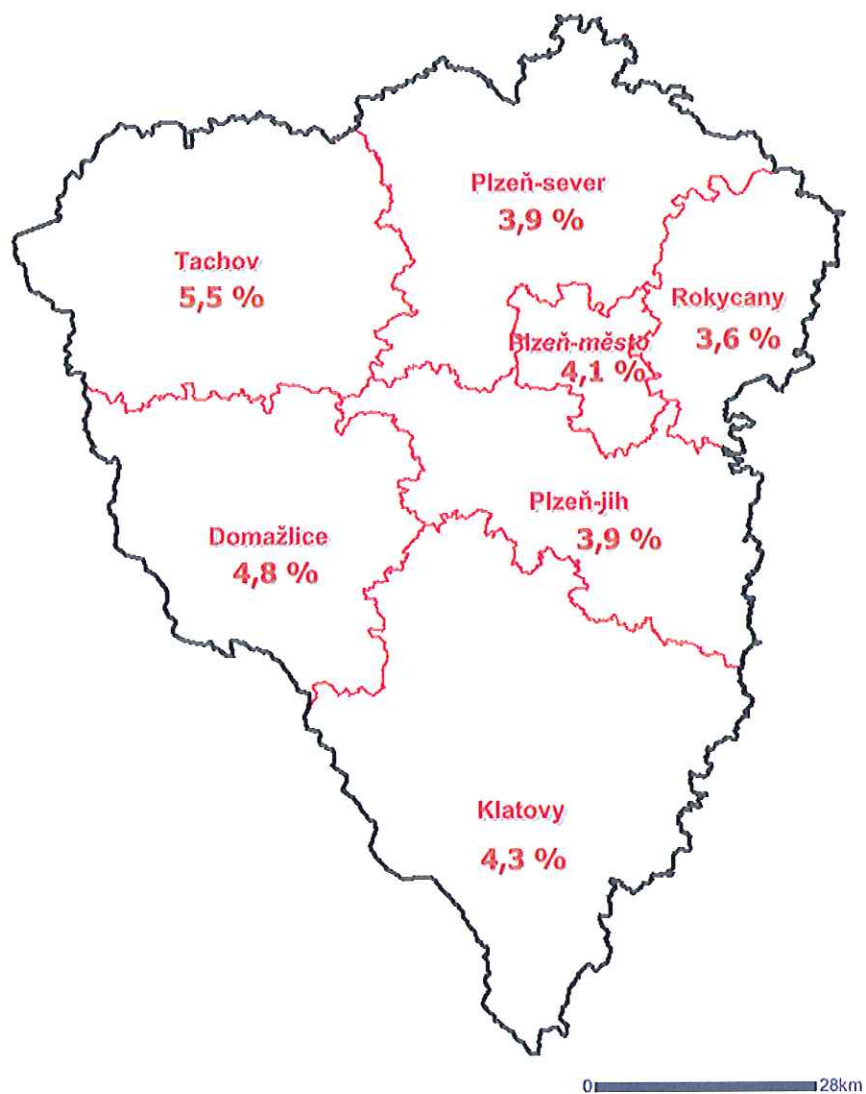 Plzeň-sever
3,9 %
Tachov
5,5 %
Rokycany
3,6 %
Plzeň-město
4,1 %
Plzeň-jih
3,9 %
Domažlice
4,8 %
Klatovy
4,3 %
0 28km